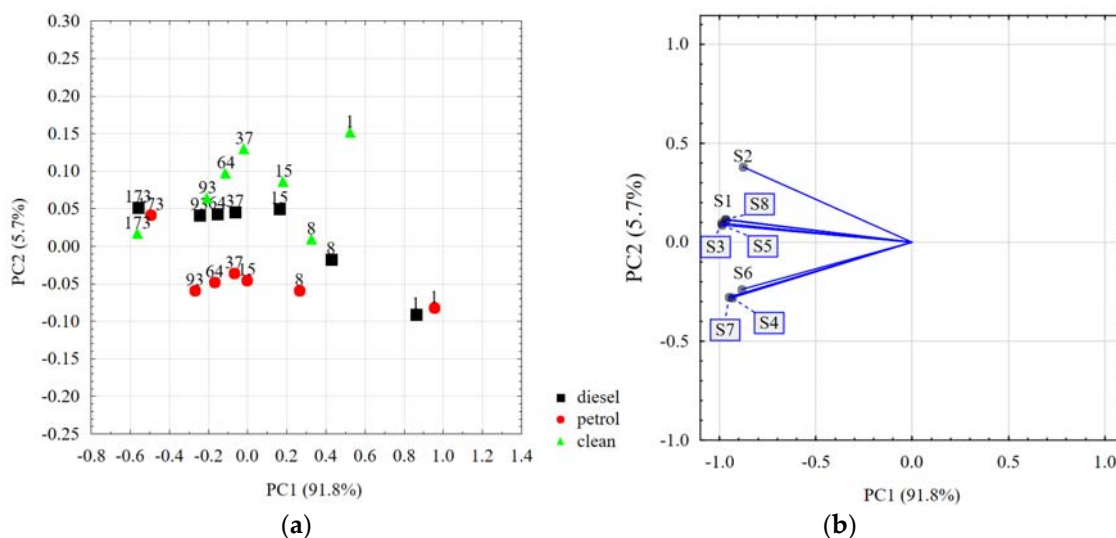 0.30
0.25
0.20
0.15
0.10
0.05
0.00
-0.05
-0.10
-0.15
-0.20
-0.25
PC2 (5.7%)
-0.8 -0.6 -0.4 -0.2 0.0 0.2 0.4 0.6 0.8 1.0 1.2 1.4
PC1 (91.8%)
1
37
64
15
93
173
173
93 64 37 15
173
8
8
37
64 15
93 8
1 1
diesel
petrol
clean
(a)
1.0
0.5
0.0
-0.5
-1.0
PC2 (5.7%)
S2
S1 S8
S3 S5
S6
S7 S4
-1.0 -0.5 0.0 0.5 1.0
PC1 (91.8%)
(b)